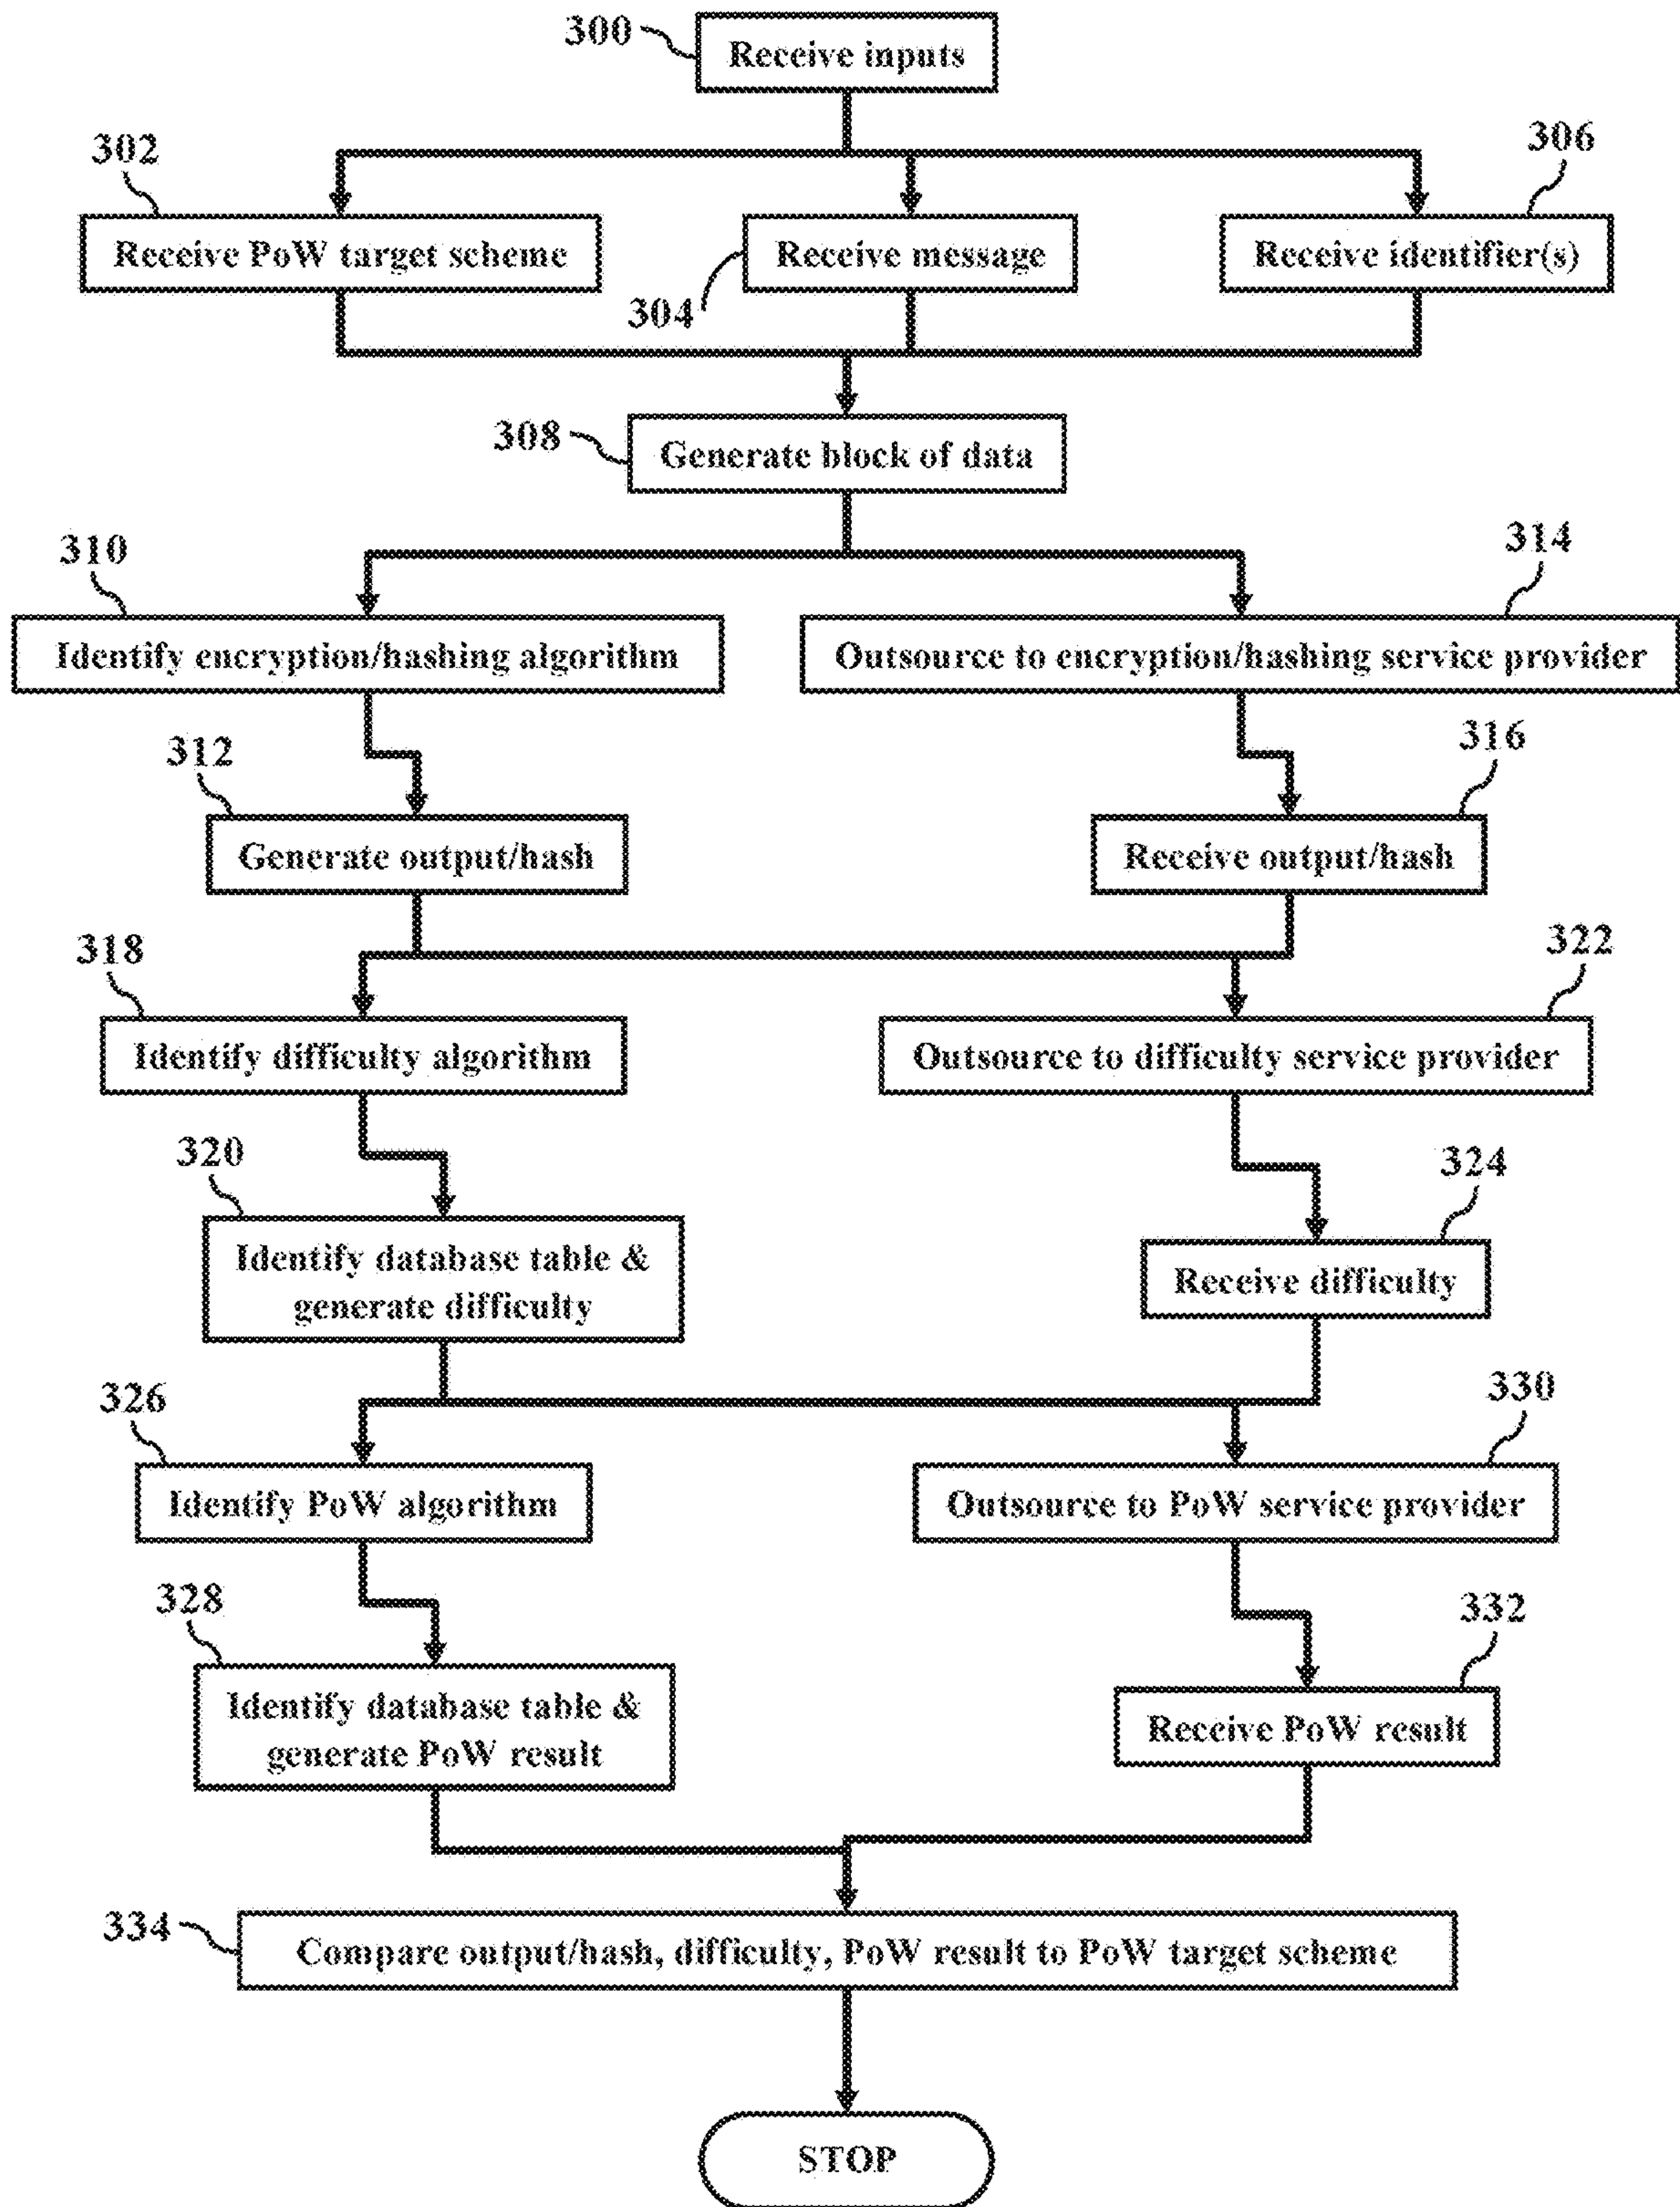 300
Receive inputs
302
306
Receive PoW target scheme
Receive message
Receive identifier(s)
304
308
Generate block of data
310
314
Identify encryption/hashing algorithm
Outsource to encryption/hashing service provider
312
316
Generate output/hash
Receive output/hash
318
322
Identify difficulty algorithm
Outsource to difficulty service provider
320
324
Identify database table &
generate difficulty
Receive difficulty
326
330
Identify PoW algorithm
Outsource to PoW service provider
328
332
Identify database table &
generate PoW result
Receive PoW result
334
Compare output/hash, difficulty, PoW result to PoW target scheme
STOP